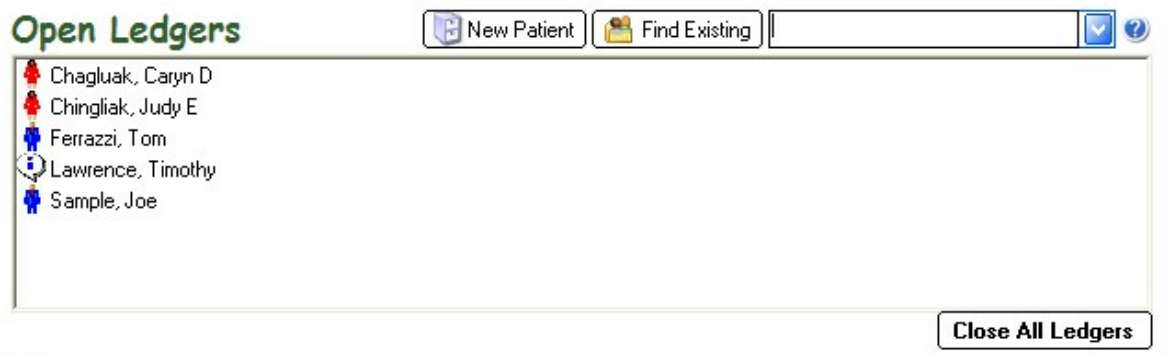 Open Ledgers New Patient Find Existing
Chagluak, Caryn D
Chingliak, Judy E
Ferrazzi, Tom
Lawrence, Timothy
Sample, Joe
Close All Ledgers